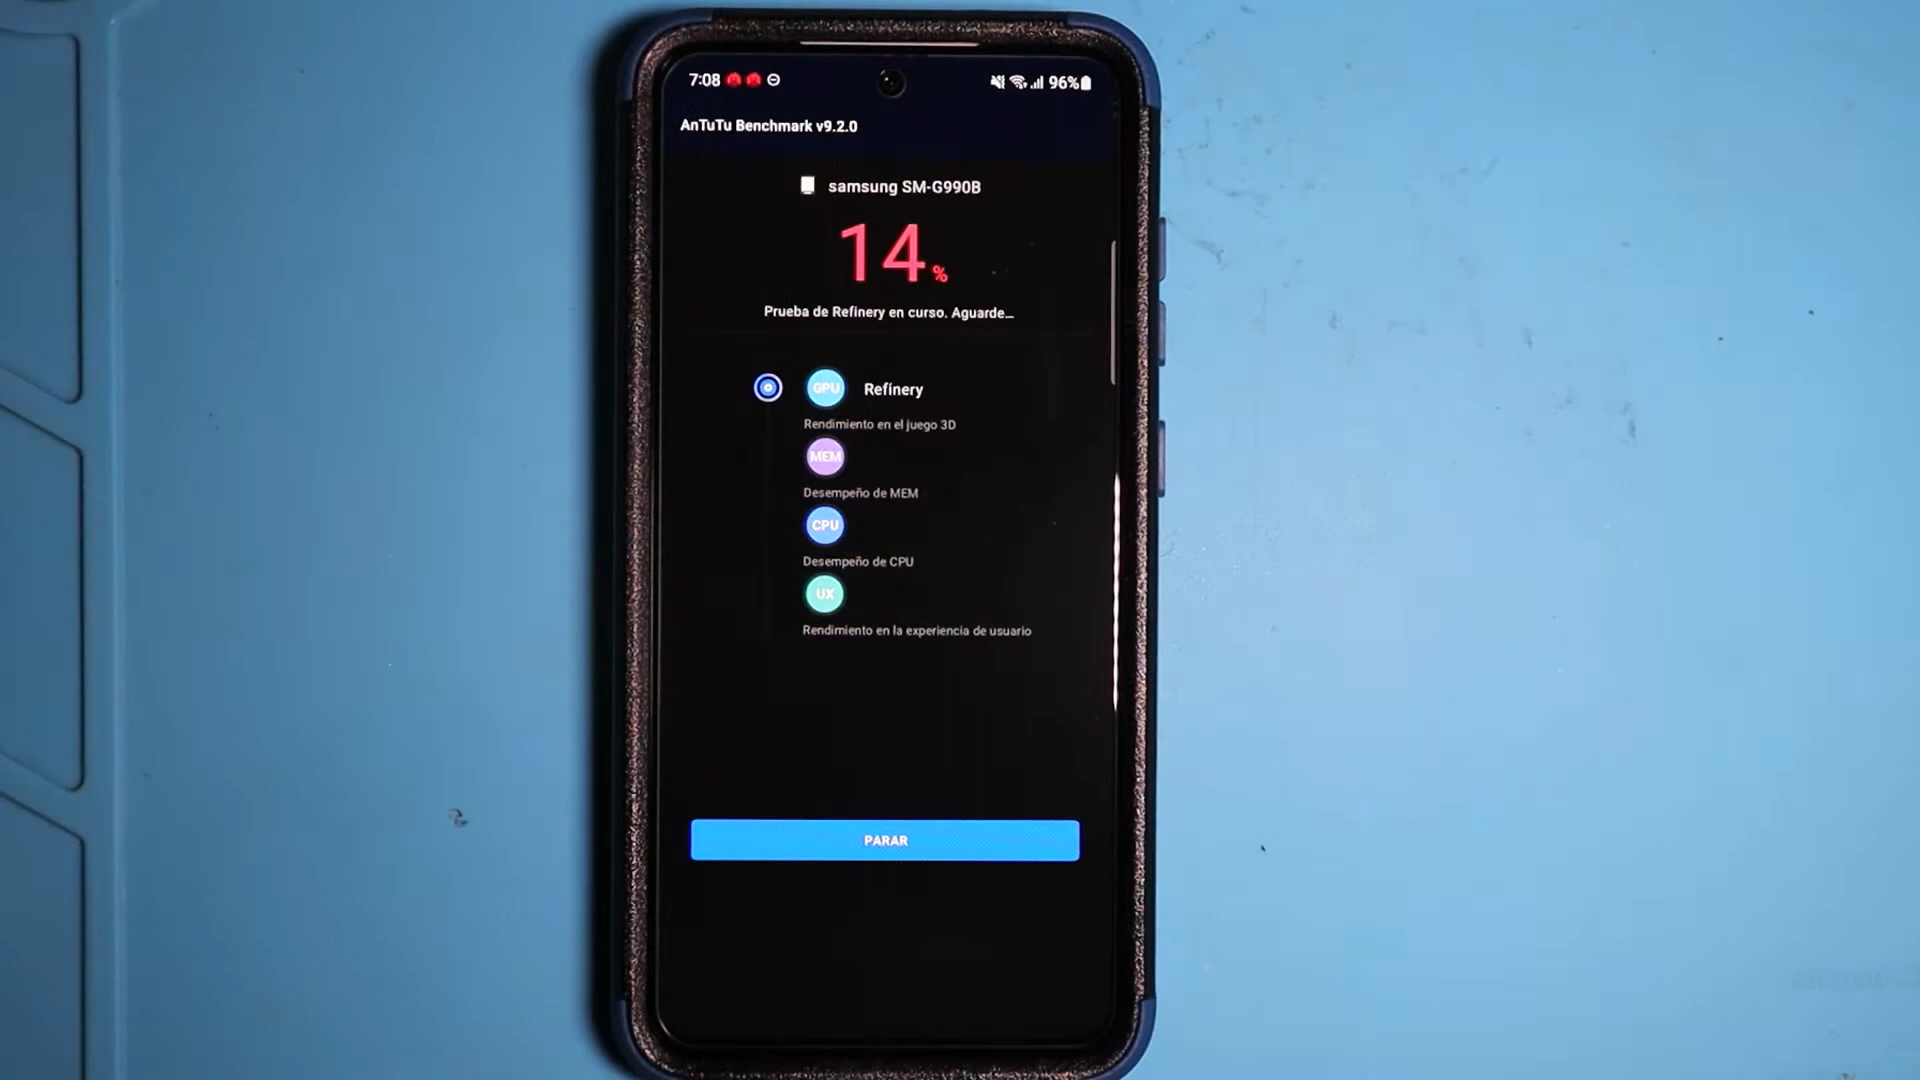 7:08 96%
AnTuTu Benchmark v9.2.0
samsung SM-G990B
14%
Prueba de Refinery en curso. Aguarde...
GPU Refinery
Rendimiento en el juego 3D
MEM
Desempeño de MEM
CPU
Desempeño de CPU
UX
Rendimiento en la experiencia de usuario
PARAR